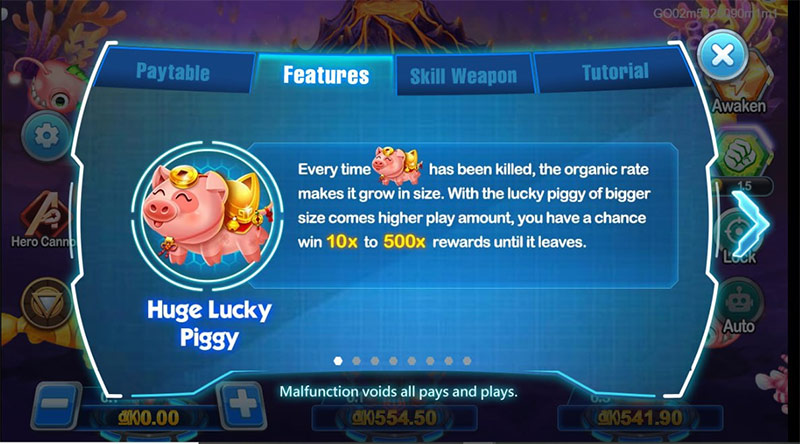 Paytable
Features
Skill Weapon
Tutorial
Awaken
Every time has been killed, the organic rate
makes it grow in size. With the lucky piggy of bigger
size comes higher play amount, you have a chance
win 10x to 500x rewards until it leaves.
1.5
Hero Canno
Lock
Huge Lucky
Piggy
Auto
Malfunction voids all pays and plays.
0.00
554.50
541.90